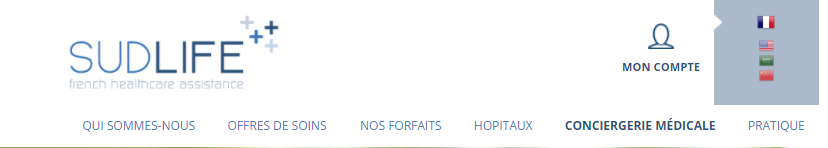 SUDLIFE
french healthcare assistance
MON COMPTE
QUI SOMMES-NOUS OFFRES DE SOINS NOS FORFAITS HOPITAUX CONCIERGERIE MÉDICALE PRATIQUE